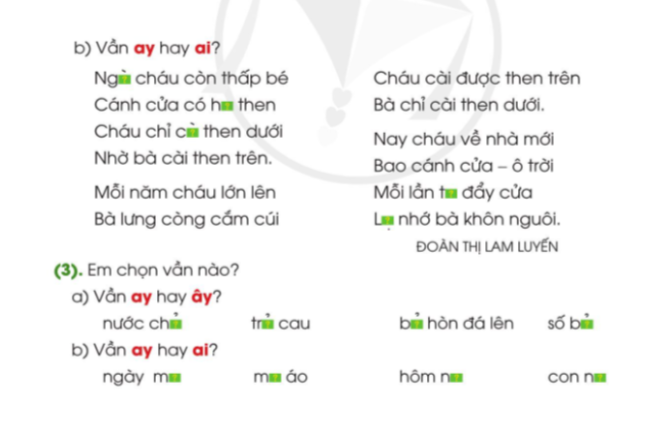 b) Vần ay hay ai?
Ng? cháu còn thấp bé
Cánh cửa có h? then
Cháu chỉ c? then dưới
Nhờ bà cài then trên.
Mỗi năm cháu lớn lên
Bà lưng còng cắm cúi
Cháu cài được then trên
Bà chỉ cài then dưới.
Nay cháu về nhà mới
Bao cánh cửa – ô trời
Mỗi lần t? đẩy cửa
L? nhớ bà khôn nguôi.
ĐOÀN THỊ LAM LUYẾN
(3). Em chọn vần nào?
a) Vần ay hay ây?
nước ch? tr? cau b? hòn đá lên số b?
b) Vần ay hay ai?
ngày m? m? áo hôm n? con n?